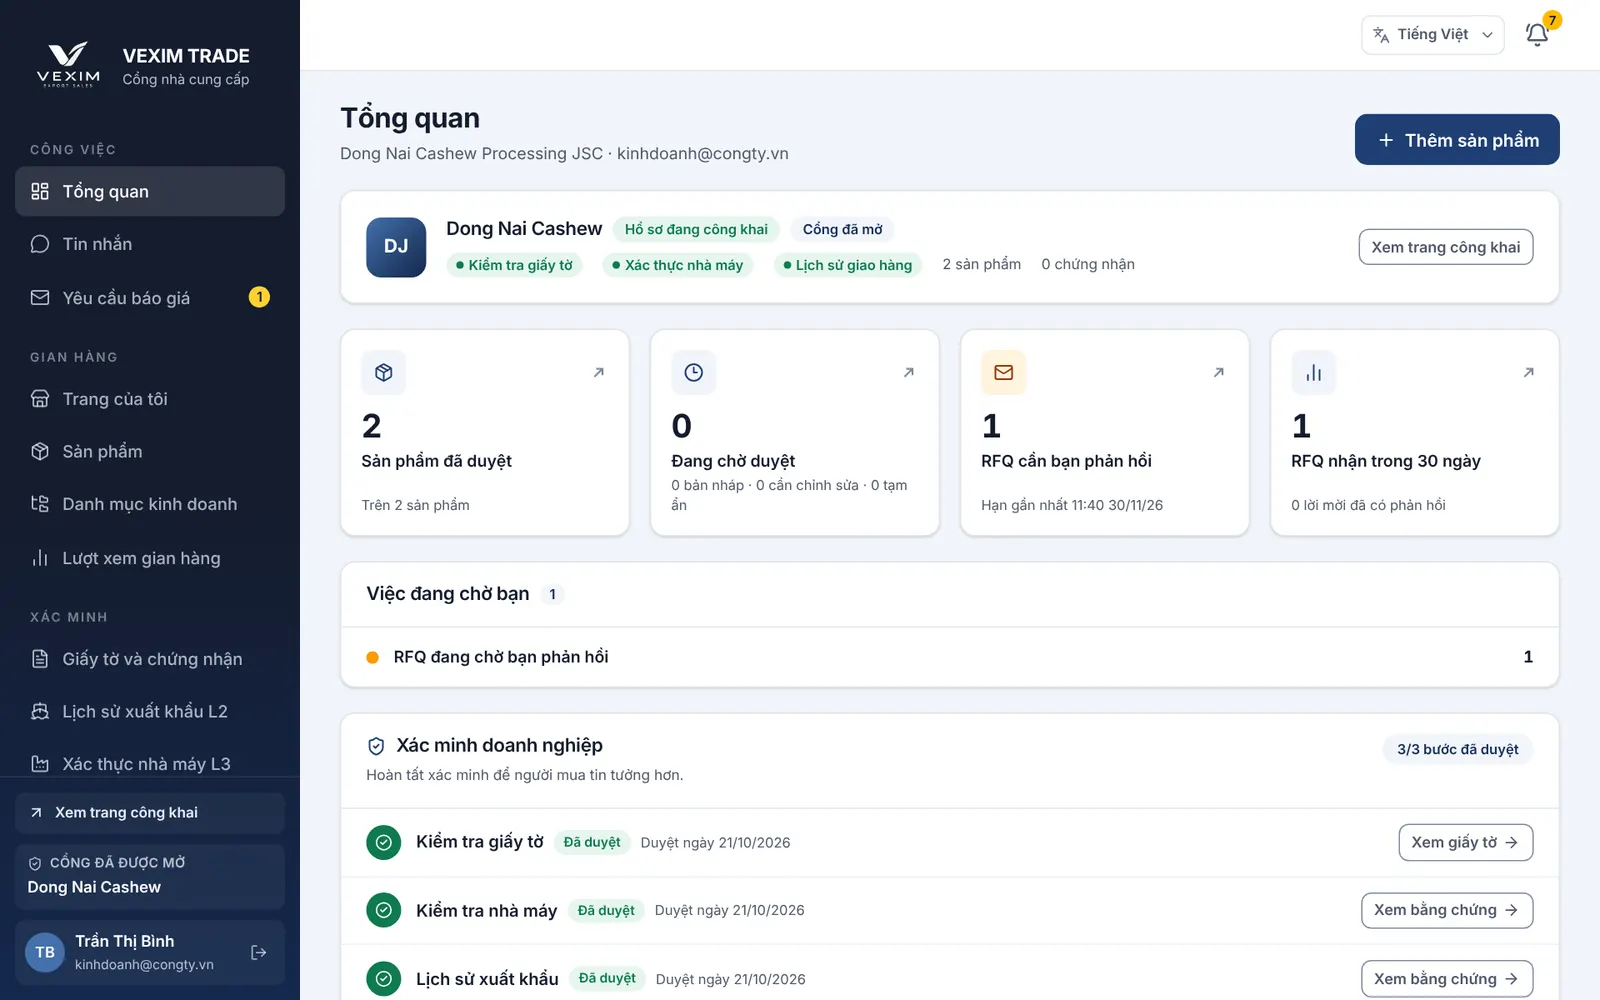 VEXIM
EXPORT SALES
VEXIM TRADE
Cổng nhà cung cấp
CÔNG VIỆC
Tổng quan
Tin nhắn
Yêu cầu báo giá
1
GIAN HÀNG
Trang của tôi
Sản phẩm
Danh mục kinh doanh
Lượt xem gian hàng
XÁC MINH
Giấy tờ và chứng nhận
Lịch sử xuất khẩu L2
Xác thực nhà máy L3
Xem trang công khai
CỔNG ĐÃ ĐƯỢC MỞ
Dong Nai Cashew
TB
Trần Thị Bình
kinhdoanh@congty.vn
Tiếng Việt
7
Tổng quan
Dong Nai Cashew Processing JSC · kinhdoanh@congty.vn
+ Thêm sản phẩm
DJ
Dong Nai Cashew
Hồ sơ đang công khai
Cổng đã mở
Kiểm tra giấy tờ
Xác thực nhà máy
Lịch sử giao hàng
2 sản phẩm
0 chứng nhận
Xem trang công khai
2
Sản phẩm đã duyệt
Trên 2 sản phẩm
0
Đang chờ duyệt
0 bản nháp · 0 cần chỉnh sửa · 0 tạm
ẩn
1
RFQ cần bạn phản hồi
Hạn gần nhất 11:40 30/11/26
1
RFQ nhận trong 30 ngày
0 lời mời đã có phản hồi
Việc đang chờ bạn
1
RFQ đang chờ bạn phản hồi
1
Xác minh doanh nghiệp
Hoàn tất xác minh để người mua tin tưởng hơn.
3/3 bước đã duyệt
Kiểm tra giấy tờ
Đã duyệt
Duyệt ngày 21/10/2026
Xem giấy tờ →
Kiểm tra nhà máy
Đã duyệt
Duyệt ngày 21/10/2026
Xem bằng chứng →
Lịch sử xuất khẩu
Đã duyệt
Duyệt ngày 21/10/2026
Xem bằng chứng →